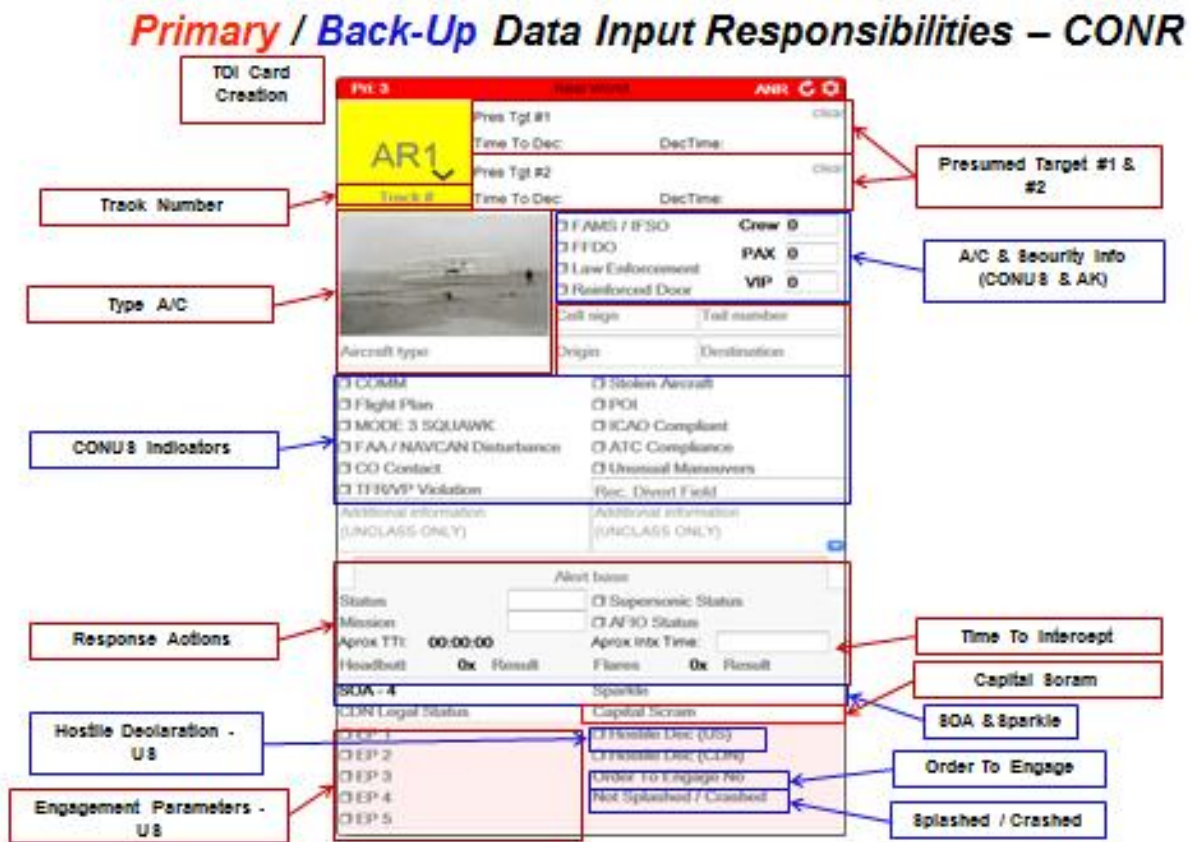 Primary / Back-Up Data Input Responsibilities – CONR
TOI Card
Creation
Pri: 3
ANR
Pres Tgt #1
clear
Time To Dec:
DecTime:
AR1
Pres Tgt #2
clear
Track #
Time To Dec:
DecTime:
Presumed Target #1 &
#2
Track Number
FAMS / IFSO
Crew 0
FFDO
PAX 0
Law Enforcement
VIP 0
Reinforced Door
A/C & Security Info
(CONUS & AK)
Type A/C
Call sign
Tail number
Aircraft type
Origin
Destination
COMM
Stolen Aircraft
Flight Plan
POI
MODE 3 SQUAWK
ICAO Compliant
FAA / NAVCAN Disturbance
ATC Compliance
CO Contact
Unusual Maneuvers
TFR/VP Violation
Rec. Divert Field
CONUS Indicators
Additional information
(UNCLASS ONLY)
Additional information
(UNCLASS ONLY)
Alert base
Status
Supersonic Status
Mission
AFIO Status
Aprox TTI: 00:00:00
Aprox Intx Time:
Headbutt 0x Result
Flares 0x Result
Response Actions
Time To Intercept
SOA - 4
Sparkle
CDN Legal Status
Capital Scram
Capital Scram
SOA & Sparkle
Hostile Declaration -
US
EP 1
Hostile Dec (US)
EP 2
Hostile Dec (CDN)
EP 3
Order To Engage No
EP 4
Not Splashed / Crashed
EP 5
Order To Engage
Engagement Parameters -
US
Splashed / Crashed